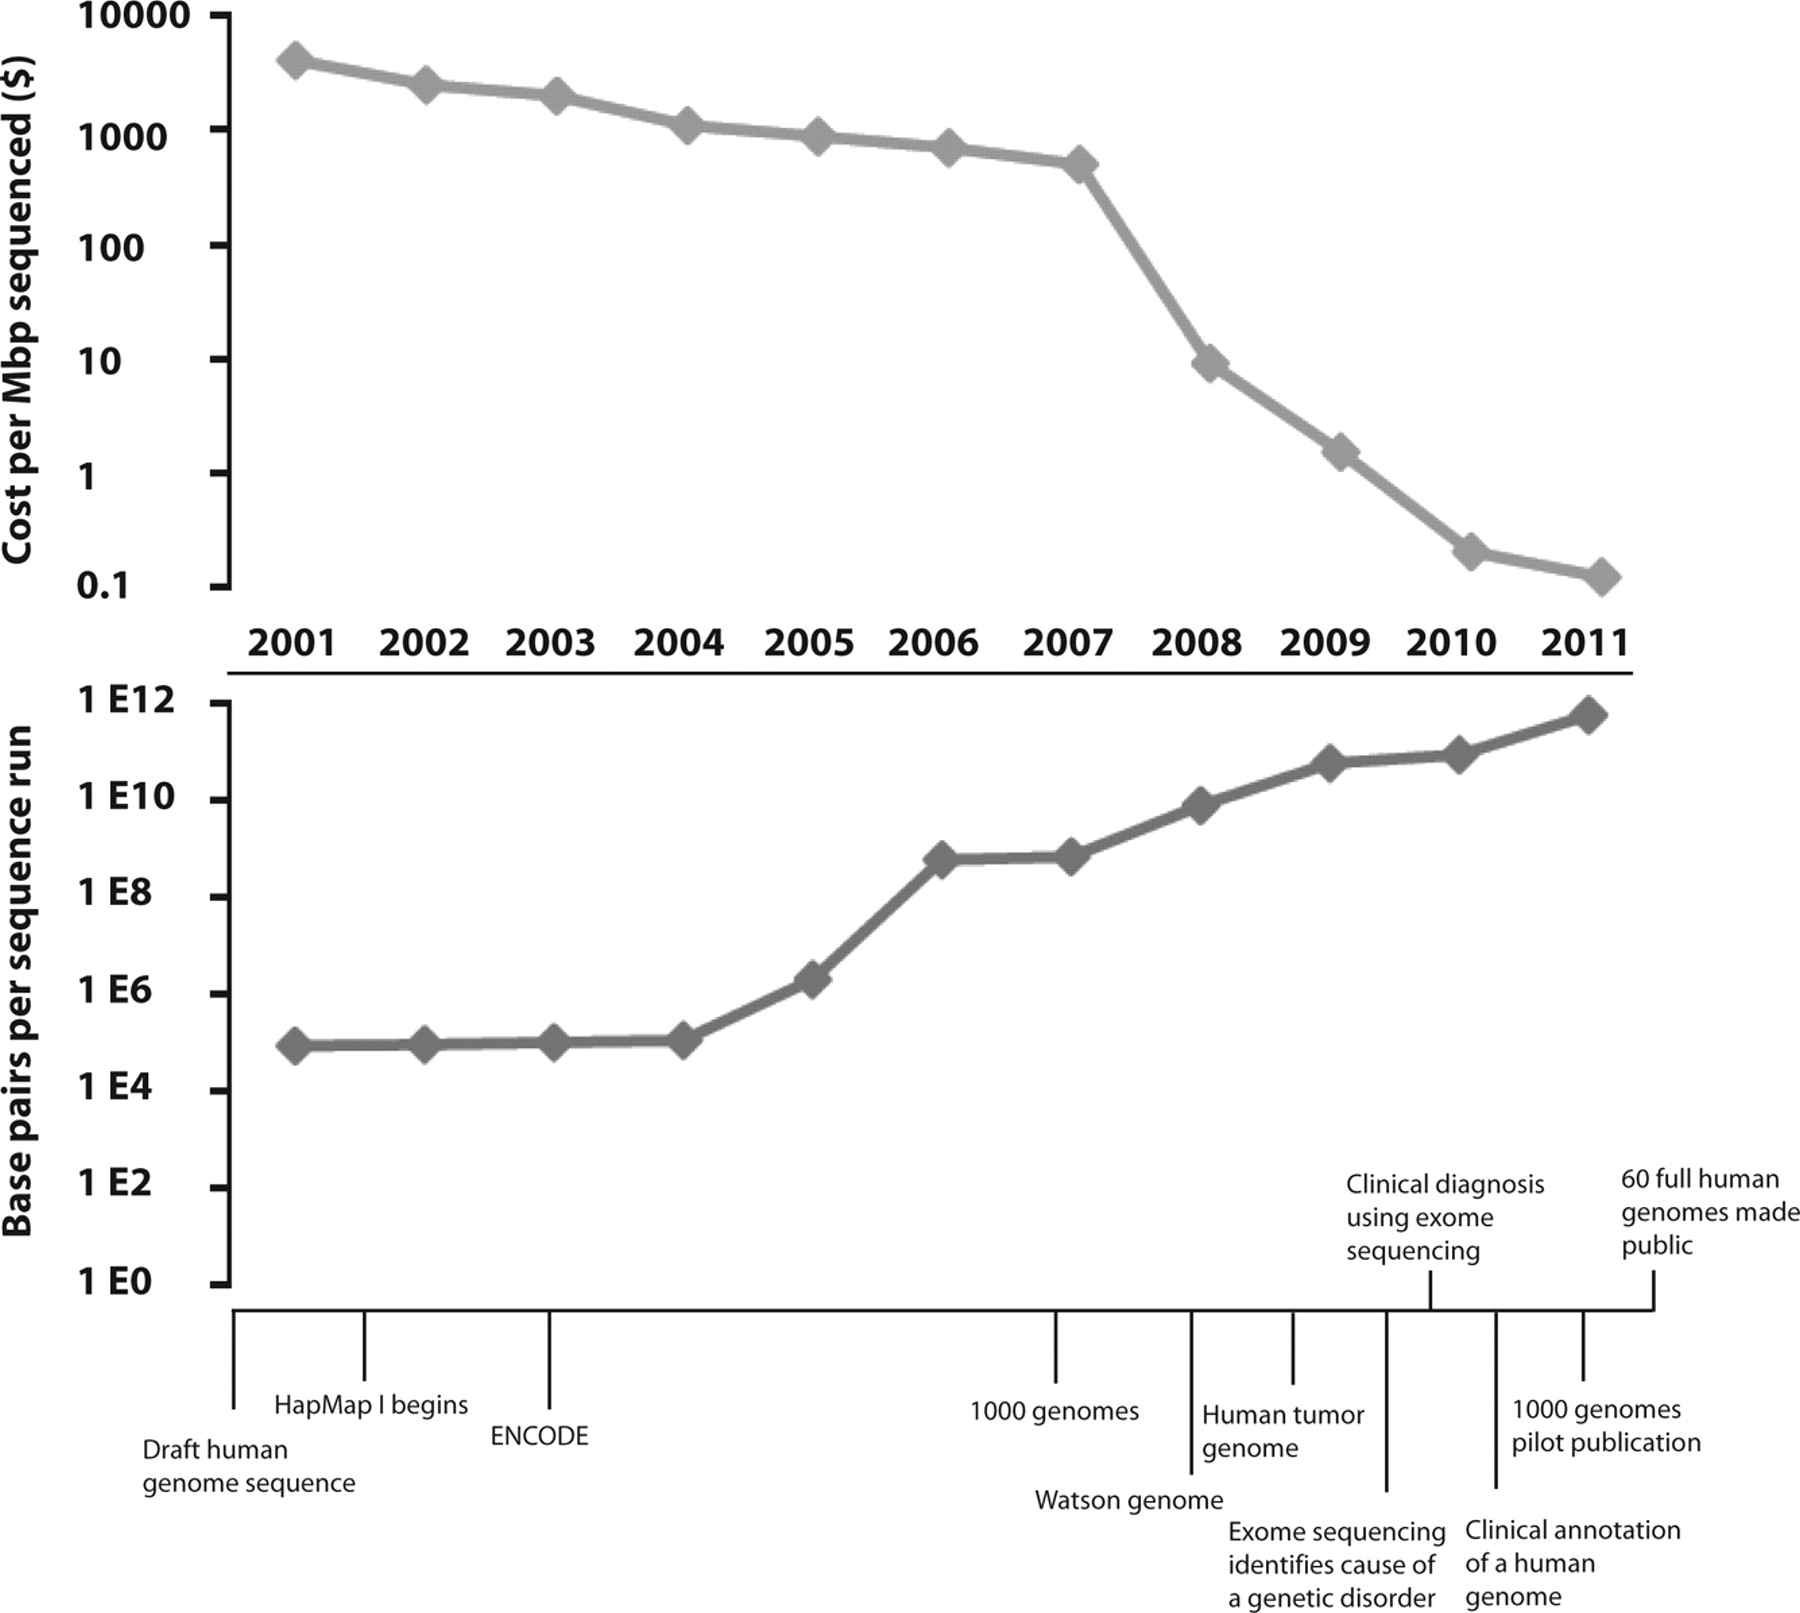 Cost per Mbp sequenced ($)
10000
1000
100
10
1
0.1
2001 2002 2003 2004 2005 2006 2007 2008 2009 2010 2011
Base pairs per sequence run
1 E12
1 E10
1 E8
1 E6
1 E4
1 E2
1 E0
Clinical diagnosis
using exome
sequencing
60 full human
genomes made
public
Draft human
genome sequence
HapMap I begins
ENCODE
1000 genomes
Watson genome
Human tumor
genome
Exome sequencing
identifies cause of
a genetic disorder
Clinical annotation
of a human
genome
1000 genomes
pilot publication